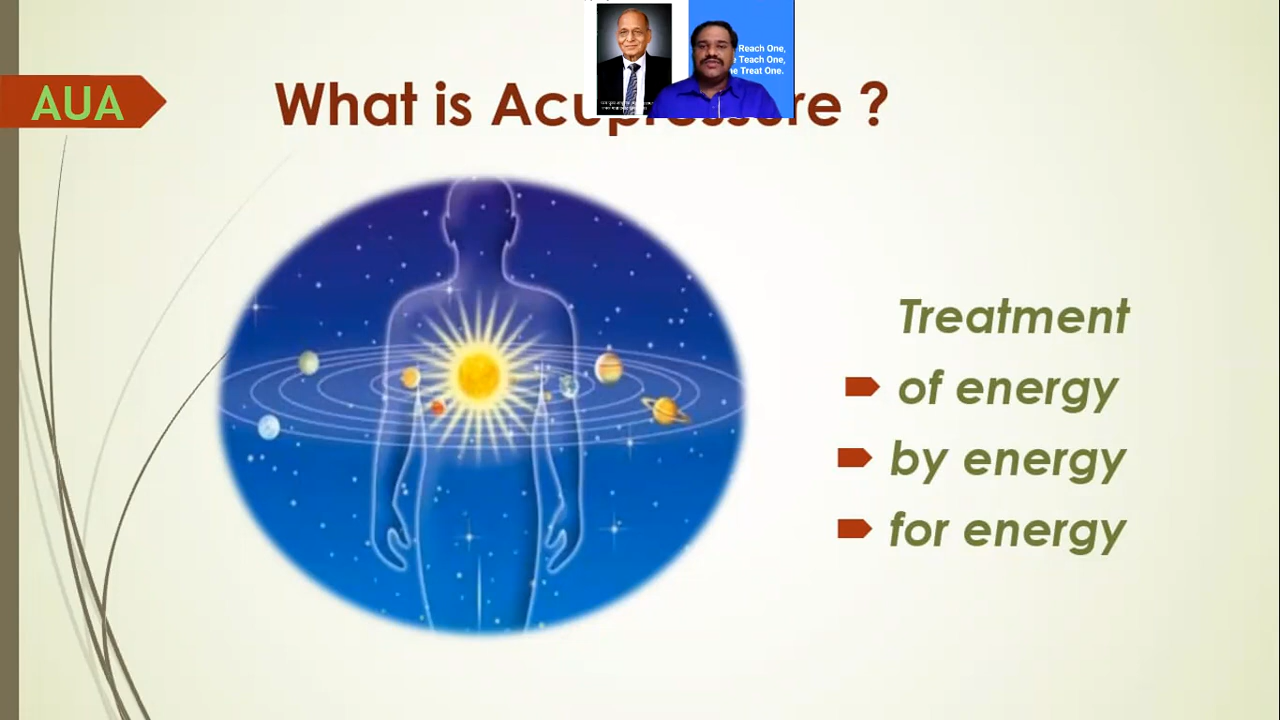 Reach One,
Teach One,
Treat One.
AUA
What is Acupressure ?
Treatment
of energy
by energy
for energy